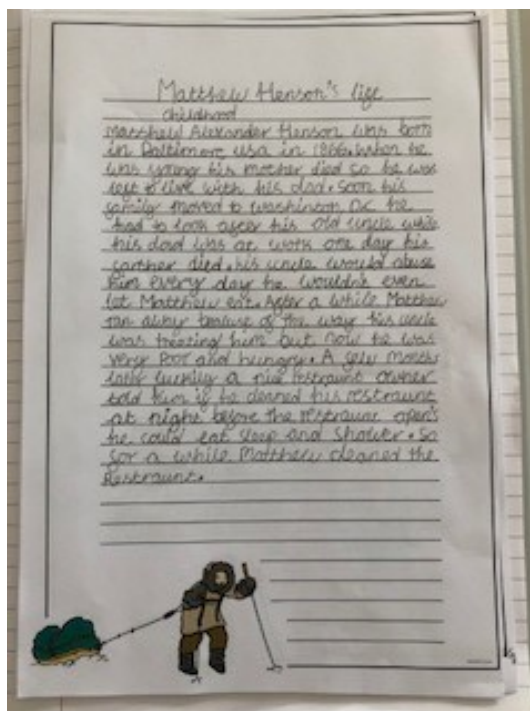 Matthew Henson's life
childhood
Matthew Alexander Henson was born
in Baltimore usa in 1866. when he
was young his mother died so he was
left to live with his dad. soon his
family moved to washincon DC he
had to look after his old uncle while
his dad was at work one day his
farther died. his uncle would abuse
him every day he wouldn't even
let Matthew eat. After a while Matthew
ran away because of the way his uncle
was treating him but now he was
very Poor and hungry. A few months
later luckily a nice restraunt owner
told him if he cleaned his restraunt
at night before the restraunt open's
he could eat sleep and shower. So
for a while Matthew cleaned the
Restraunt.